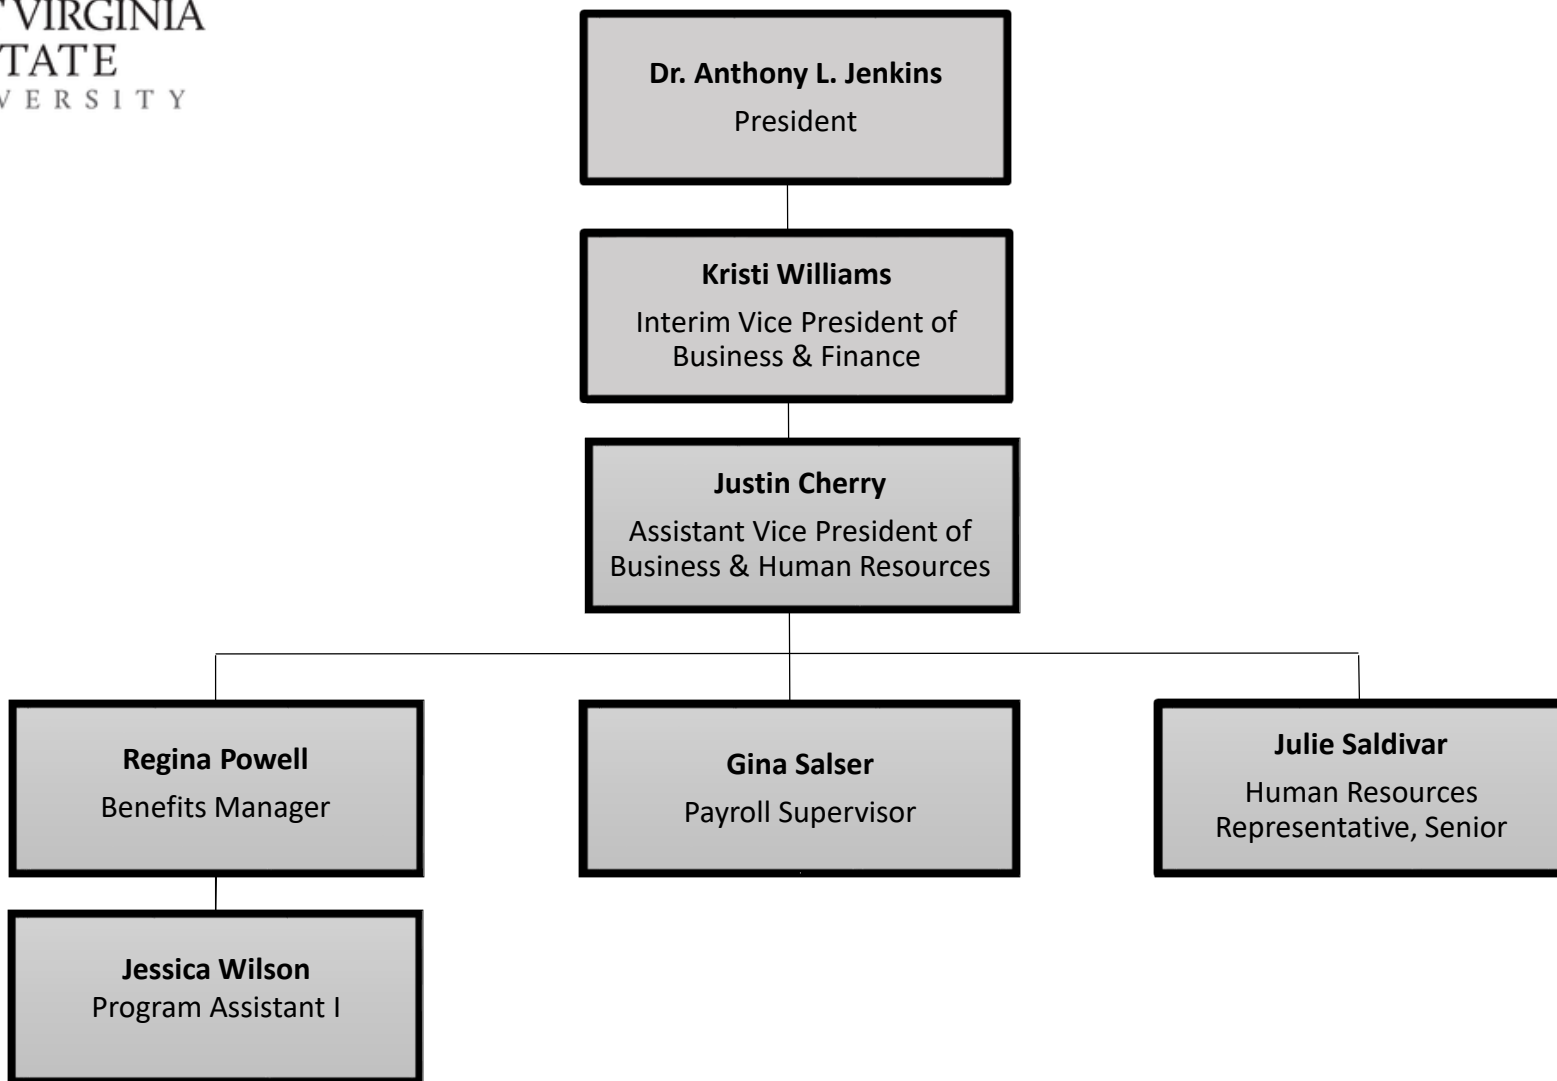 VIRGINIA
TATE
VERSITY
Dr. Anthony L. Jenkins
President
Kristi Williams
Interim Vice President of
Business & Finance
Justin Cherry
Assistant Vice President of
Business & Human Resources
Regina Powell
Benefits Manager
Gina Salser
Payroll Supervisor
Julie Saldivar
Human Resources
Representative, Senior
Jessica Wilson
Program Assistant I